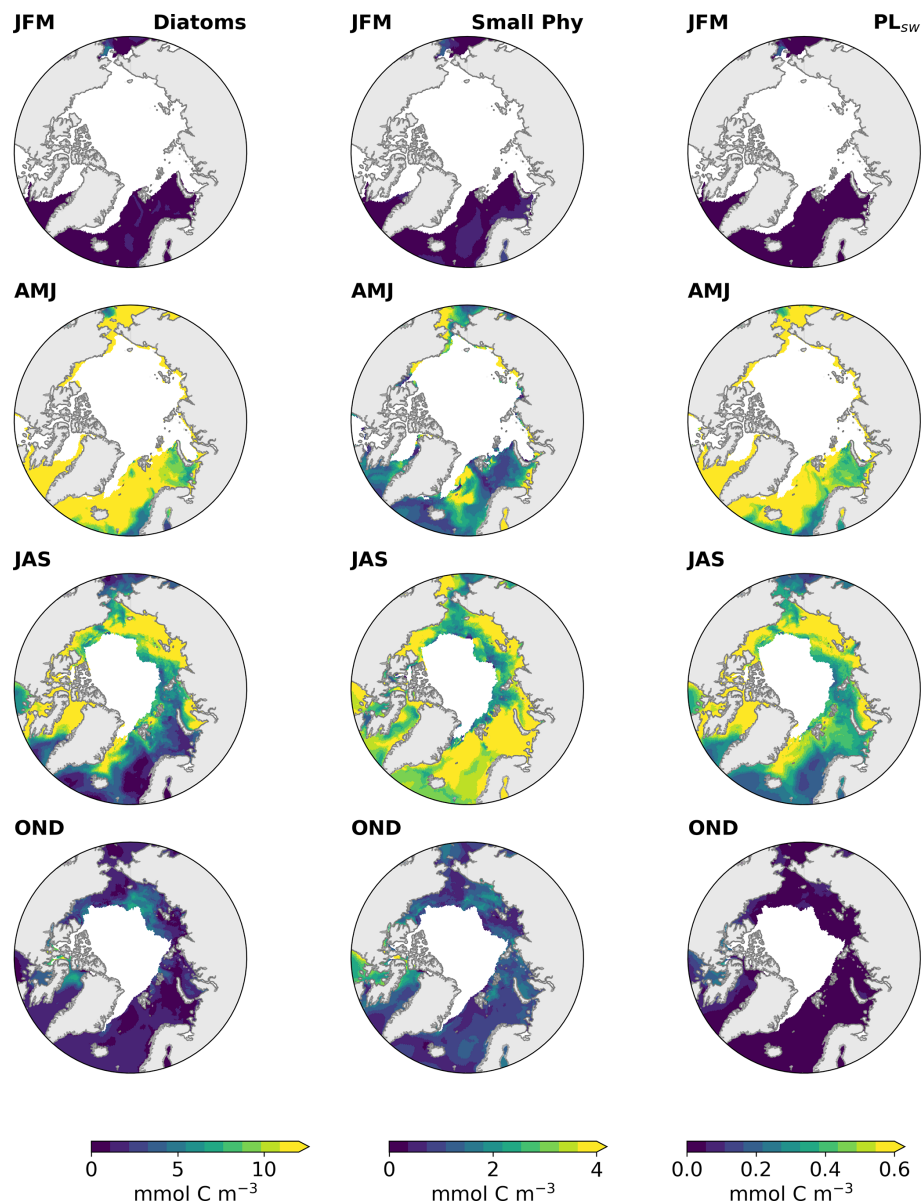 JFM Diatoms JFM Small Phy JFM PL_sw
AMJ AMJ AMJ
JAS JAS JAS
OND OND OND
0 5 10 0 2 4 0.0 0.2 0.4 0.6
mmol C m⁻³ mmol C m⁻³ mmol C m⁻³